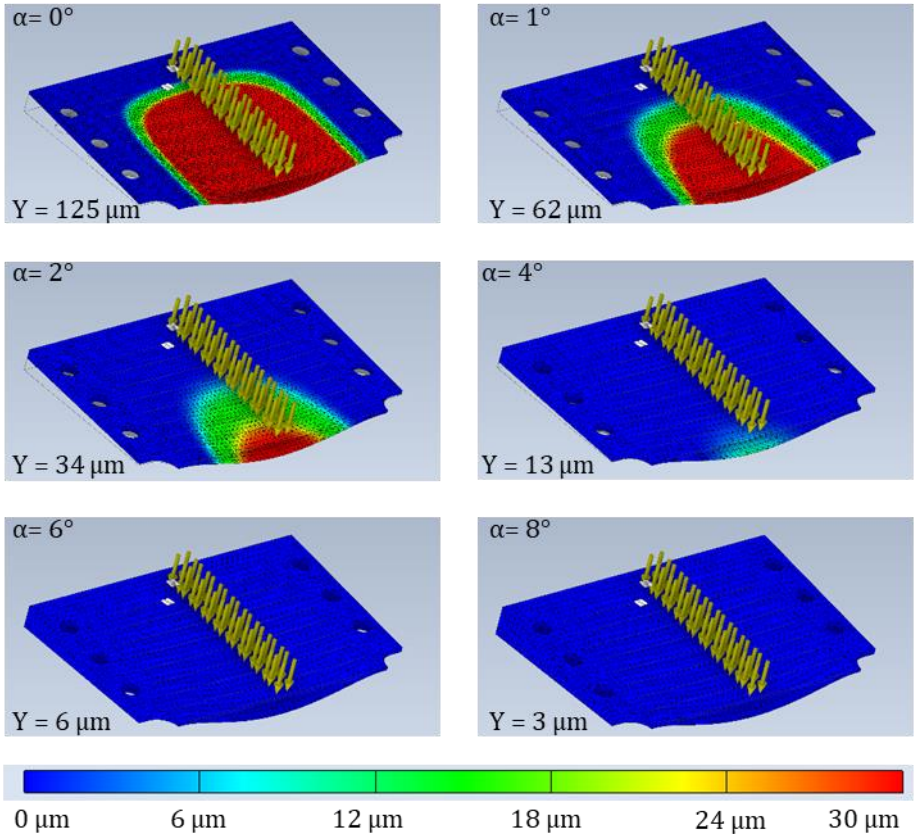 α= 0°
α= 1°
Y = 125 μm
Y = 62 μm
α= 2°
α= 4°
Y = 34 μm
Y = 13 μm
α= 6°
α= 8°
Y = 6 μm
Y = 3 μm
0 μm 6 μm 12 μm 18 μm 24 μm 30 μm